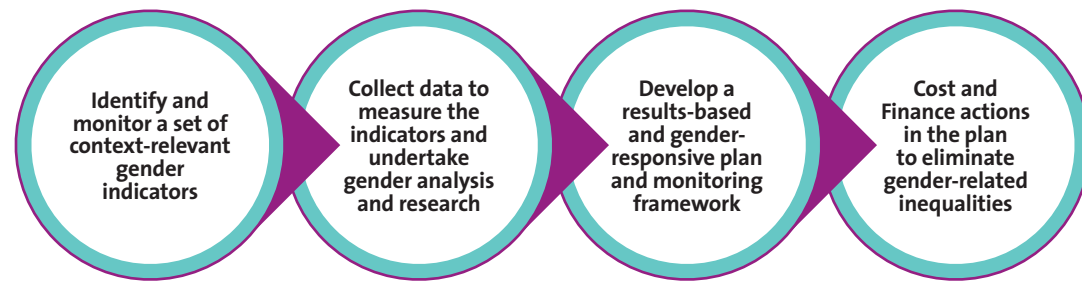 Identify and
monitor a set of
context-relevant
gender
indicators
Collect data to
measure the
indicators and
undertake
gender analysis
and research
Develop a
results-based
and gender-
responsive plan
and monitoring
framework
Cost and
Finance actions
in the plan
to eliminate
gender-related
inequalities